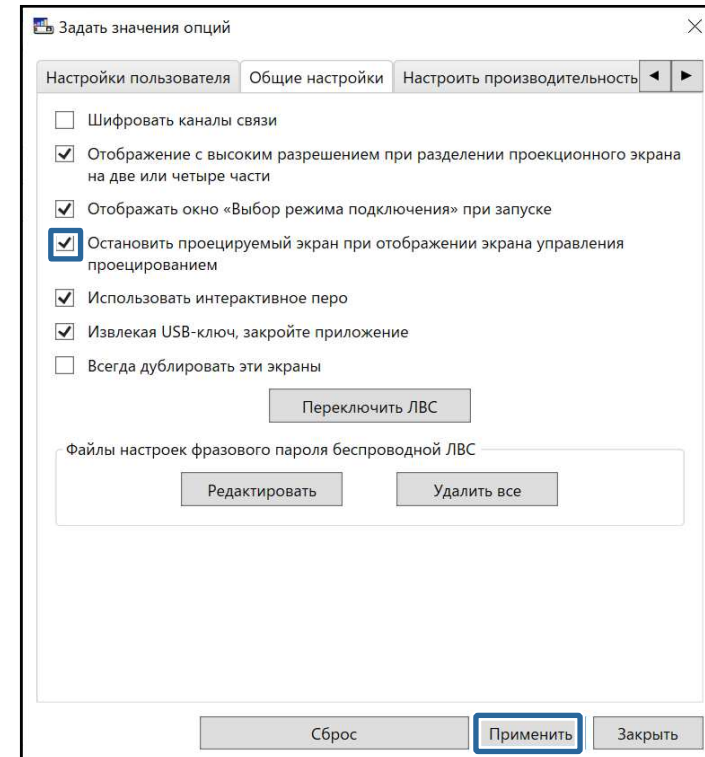 Задать значения опций
Настройки пользователя Общие настройки Настроить производительность
Шифровать каналы связи
Отображение с высоким разрешением при разделении проекционного экрана
на две или четыре части
Отображать окно «Выбор режима подключения» при запуске
Остановить проецируемый экран при отображении экрана управления
проецированием
Использовать интерактивное перо
Извлекая USB-ключ, закройте приложение
Всегда дублировать эти экраны
Переключить ЛВС
Файлы настроек фразового пароля беспроводной ЛВС
Редактировать Удалить все
Сброс Применить Закрыть